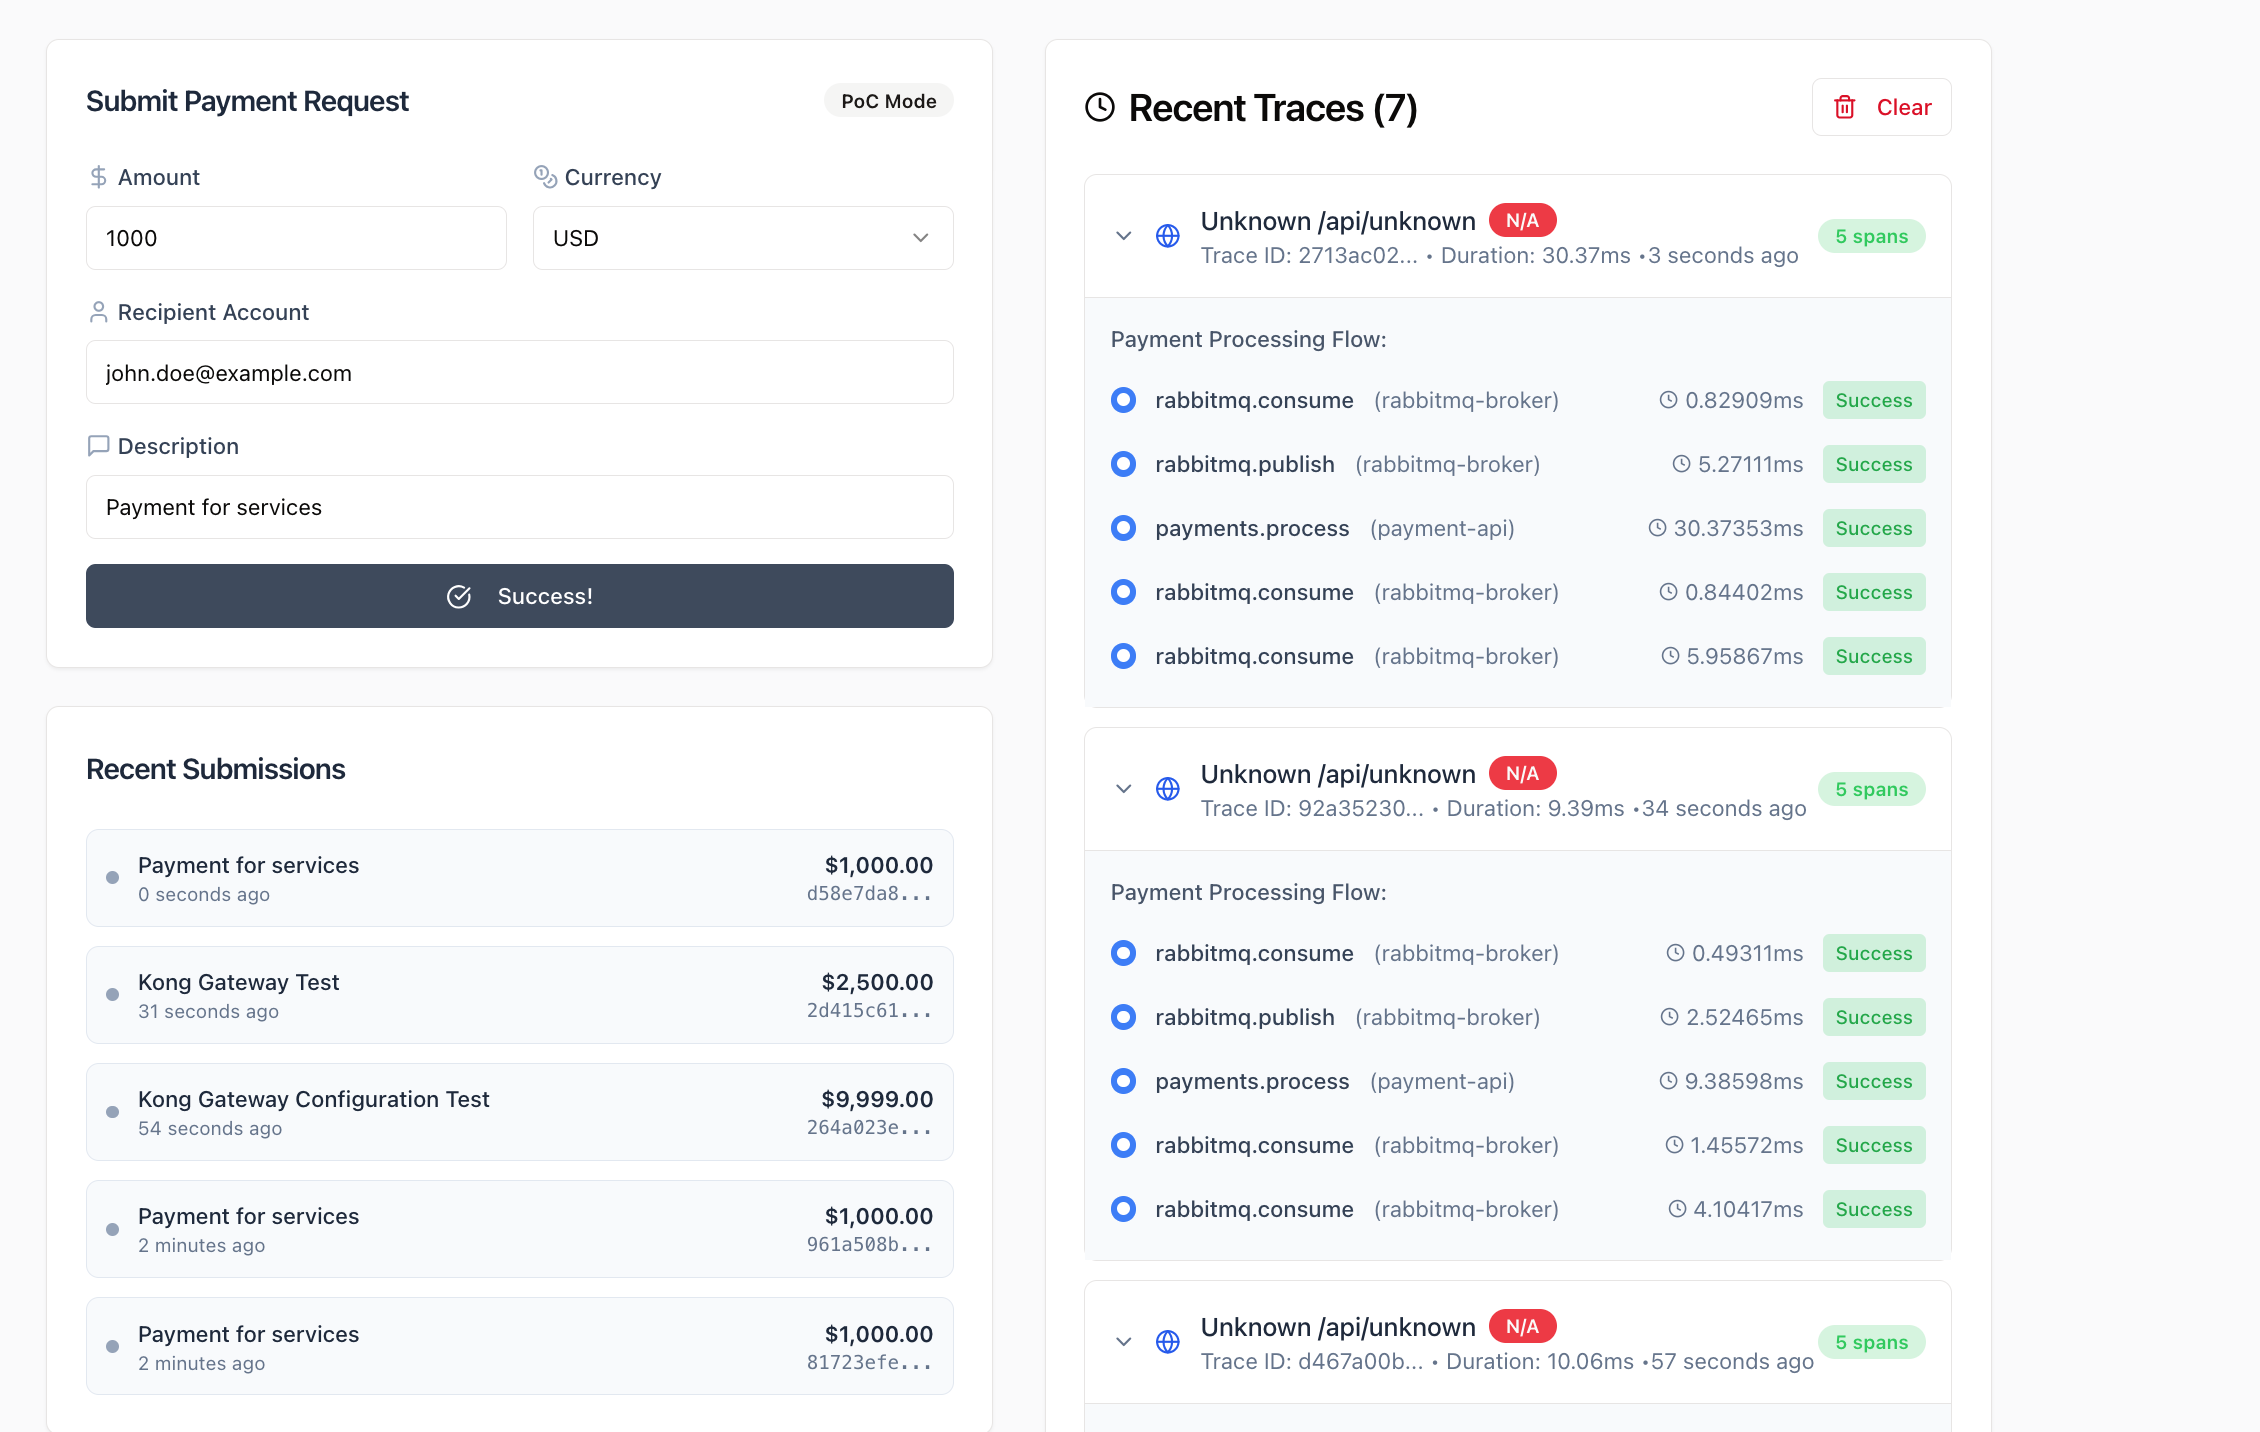 Submit Payment Request
PoC Mode
Amount
Currency
1000
USD
Recipient Account
john.doe@example.com
Description
Payment for services
Success!
Recent Submissions
Payment for services
$1,000.00
0 seconds ago
d58e7da8...
Kong Gateway Test
$2,500.00
31 seconds ago
2d415c61...
Kong Gateway Configuration Test
$9,999.00
54 seconds ago
264a023e...
Payment for services
$1,000.00
2 minutes ago
961a508b...
Payment for services
$1,000.00
2 minutes ago
81723efe...
Recent Traces (7)
Clear
Unknown /api/unknown N/A
Trace ID: 2713ac02... • Duration: 30.37ms •3 seconds ago
5 spans
Payment Processing Flow:
rabbitmq.consume (rabbitmq-broker) 0.82909ms Success
rabbitmq.publish (rabbitmq-broker) 5.27111ms Success
payments.process (payment-api) 30.37353ms Success
rabbitmq.consume (rabbitmq-broker) 0.84402ms Success
rabbitmq.consume (rabbitmq-broker) 5.95867ms Success
Unknown /api/unknown N/A
Trace ID: 92a35230... • Duration: 9.39ms •34 seconds ago
5 spans
Payment Processing Flow:
rabbitmq.consume (rabbitmq-broker) 0.49311ms Success
rabbitmq.publish (rabbitmq-broker) 2.52465ms Success
payments.process (payment-api) 9.38598ms Success
rabbitmq.consume (rabbitmq-broker) 1.45572ms Success
rabbitmq.consume (rabbitmq-broker) 4.10417ms Success
Unknown /api/unknown N/A
Trace ID: d467a00b... • Duration: 10.06ms •57 seconds ago
5 spans